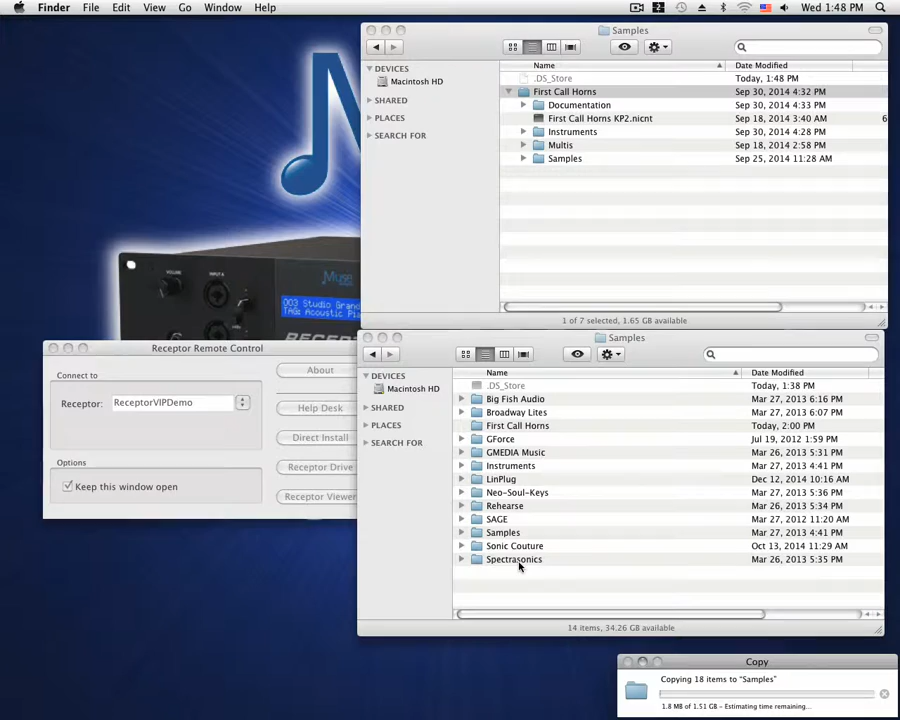 Finder File Edit View Go Window Help
2 Wed 1:48 PM
Samples
DEVICES
Macintosh HD
SHARED
PLACES
SEARCH FOR
Name Date Modified
.DS_Store Today, 1:48 PM
First Call Horns Sep 30, 2014 4:32 PM
Documentation Sep 30, 2014 4:33 PM
First Call Horns KP2.nicnt Sep 18, 2014 3:40 AM 6
Instruments Sep 30, 2014 4:28 PM
Multis Sep 18, 2014 2:58 PM
Samples Sep 25, 2014 11:28 AM
1 of 7 selected, 1.65 GB available
VOLUME
INPUT A
Muse
003 Studio Grand
TAG: Acoustic Pi
RECEPT
Receptor Remote Control
Connect to
Receptor: ReceptorVIPDemo
Options
Keep this window open
About
Help Desk
Direct Install
Receptor Drive
Receptor Viewer
Samples
DEVICES
Macintosh HD
SHARED
PLACES
SEARCH FOR
Name Date Modified
.DS_Store Today, 1:38 PM
Big Fish Audio Mar 27, 2013 6:16 PM
Broadway Lites Mar 27, 2013 6:07 PM
First Call Horns Today, 2:00 PM
GForce Jul 19, 2012 1:59 PM
GMEDIA Music Mar 26, 2013 5:31 PM
Instruments Mar 27, 2013 4:41 PM
LinPlug Dec 12, 2014 10:16 AM
Neo-Soul-Keys Mar 27, 2013 5:36 PM
Rehearse Mar 26, 2013 5:34 PM
SAGE Mar 27, 2012 11:20 AM
Samples Mar 27, 2013 4:41 PM
Sonic Couture Oct 13, 2014 11:29 AM
Spectrasonics Mar 26, 2013 5:35 PM
14 items, 34.26 GB available
Copy
Copying 18 items to “Samples”
1.8 MB of 1.51 GB – Estimating time remaining...